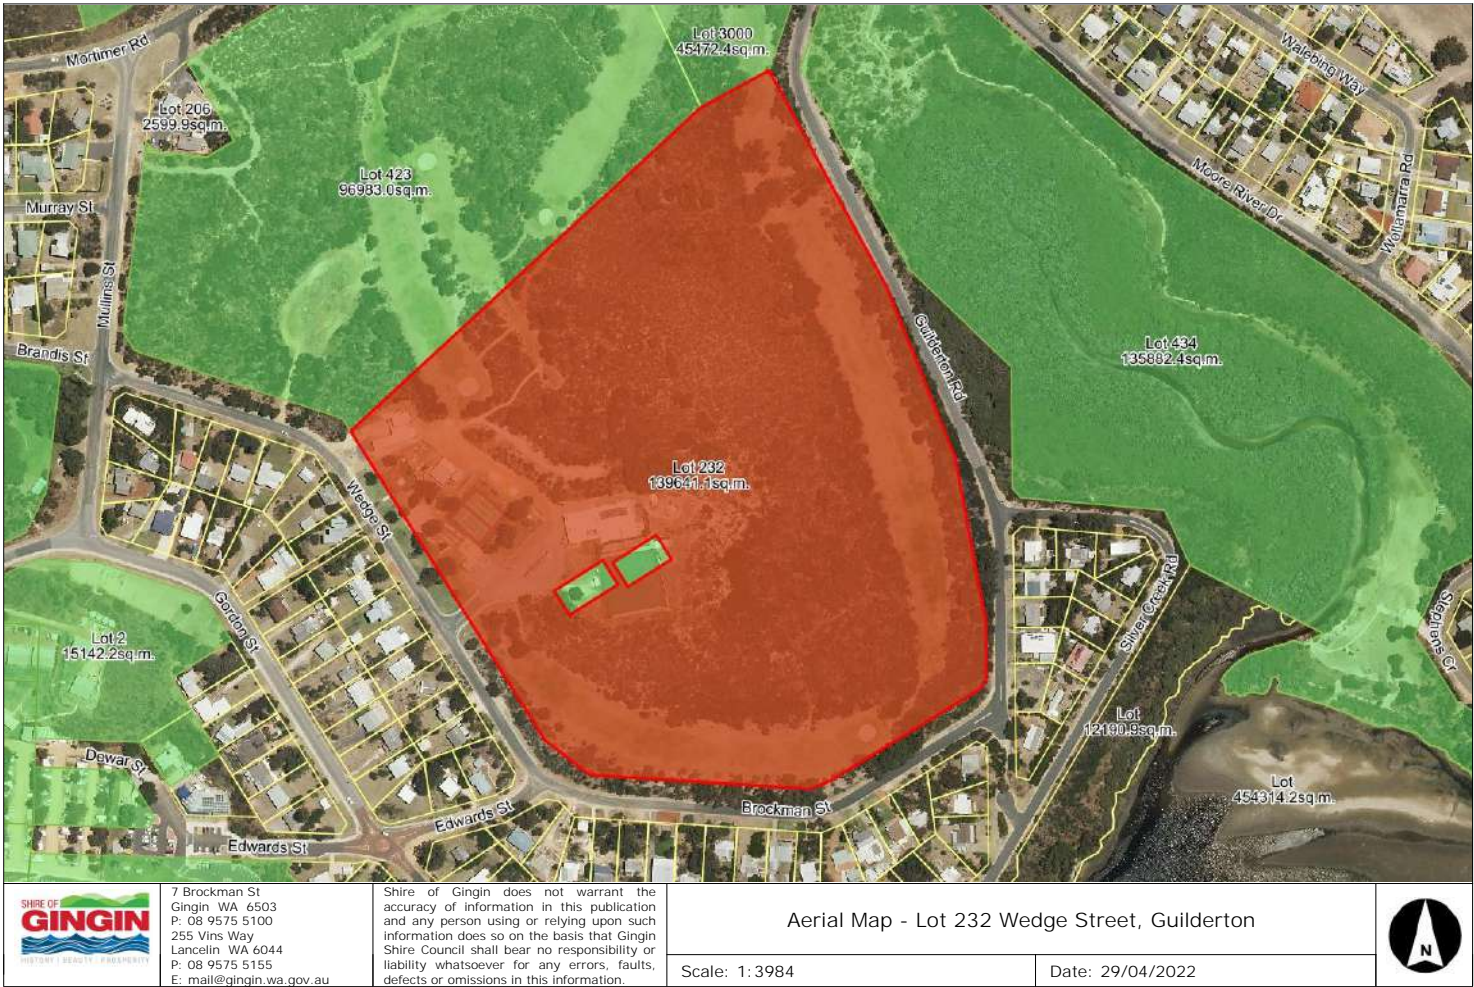 Lot 3000
45472.4sq.m.
Mortimer Rd
Walebing Way
Lot 206
2599.9sq.m.
Lot 423
96983.0sq.m.
Moore River Dr
Wollamarra Rd
Murray St
Mullins St
Brandis St
Guilderton Rd
Lot 434
135882.4sq.m.
Lot 232
139641.1sq.m.
Wedge St
Gordon St
Silver Creek Rd
Stephens Cr
Lot 2
15142.2sq.m.
Lot
12190.9sq.m.
Dewar St
Lot
454314.2sq.m.
Edwards St
Brockman St
Edwards St
SHIRE OF
GINGIN
HISTORY | BEAUTY | PROSPERITY
7 Brockman St
Gingin WA 6503
P: 08 9575 5100
255 Vins Way
Lancelin WA 6044
P: 08 9575 5155
E: mail@gingin.wa.gov.au
Shire of Gingin does not warrant the
accuracy of information in this publication
and any person using or relying upon such
information does so on the basis that Gingin
Shire Council shall bear no responsibility or
liability whatsoever for any errors, faults,
defects or omissions in this information.
Aerial Map - Lot 232 Wedge Street, Guilderton
Scale: 1:3984
Date: 29/04/2022
N